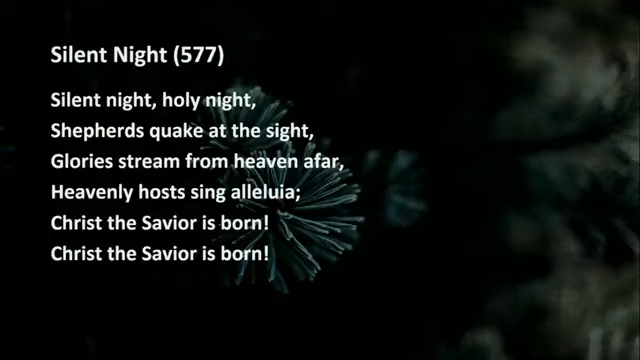 Silent Night (577)
Silent night, holy night,
Shepherds quake at the sight,
Glories stream from heaven afar,
Heavenly hosts sing alleluia;
Christ the Savior is born!
Christ the Savior is born!